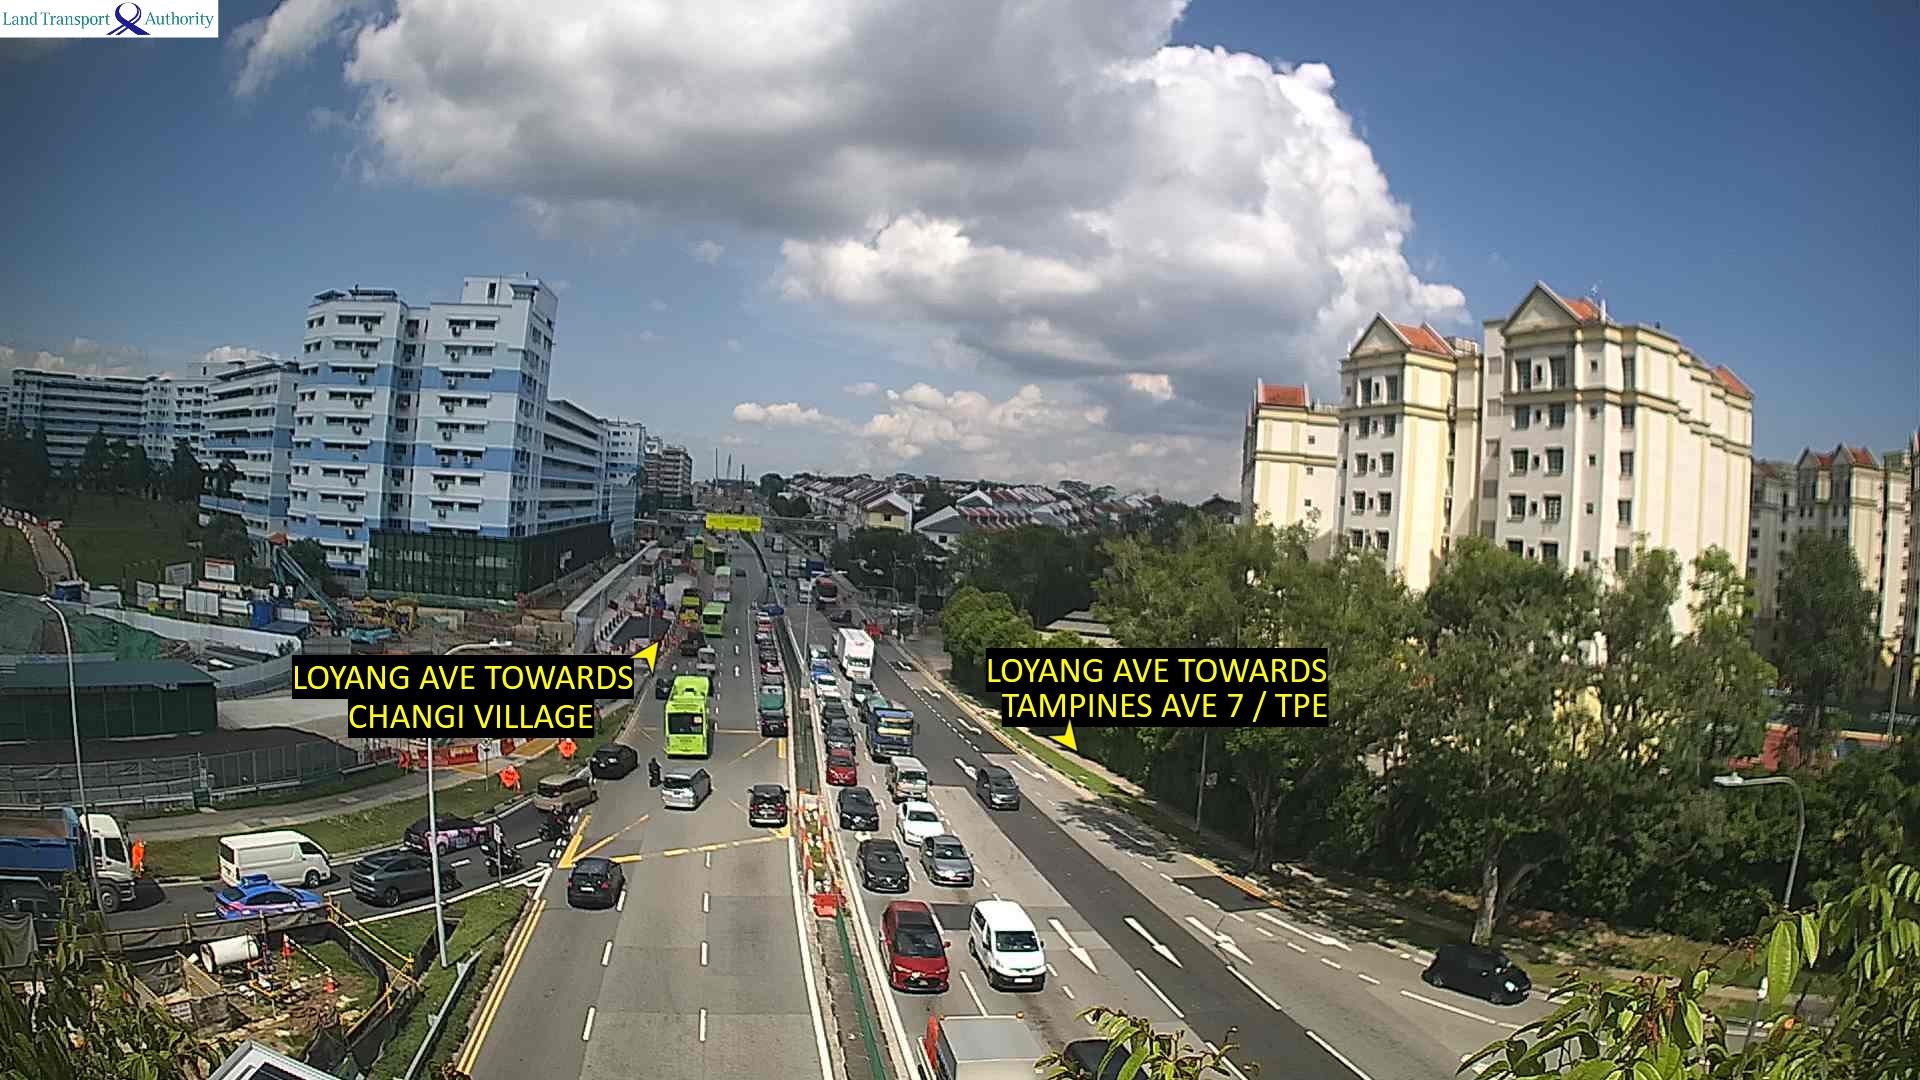 Land Transport Authority
LOYANG AVE TOWARDS
CHANGI VILLAGE
LOYANG AVE TOWARDS
TAMPINES AVE 7 / TPE